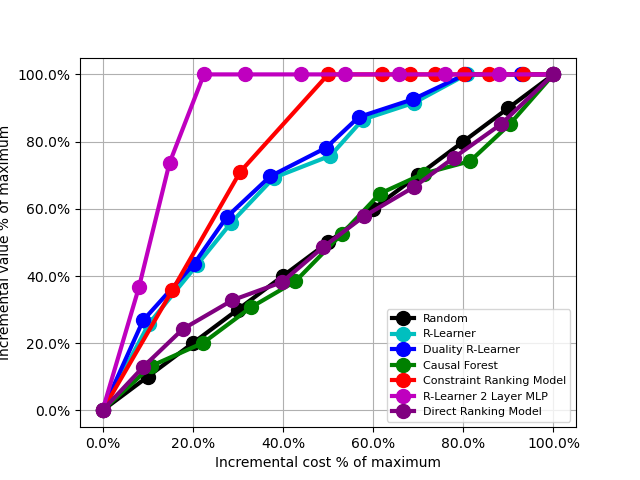 100.0%
80.0%
60.0%
40.0%
20.0%
0.0%
Incremental value % of maximum
0.0%
20.0%
40.0%
60.0%
80.0%
100.0%
Incremental cost % of maximum
Random
R-Learner
Duality R-Learner
Causal Forest
Constraint Ranking Model
R-Learner 2 Layer MLP
Direct Ranking Model